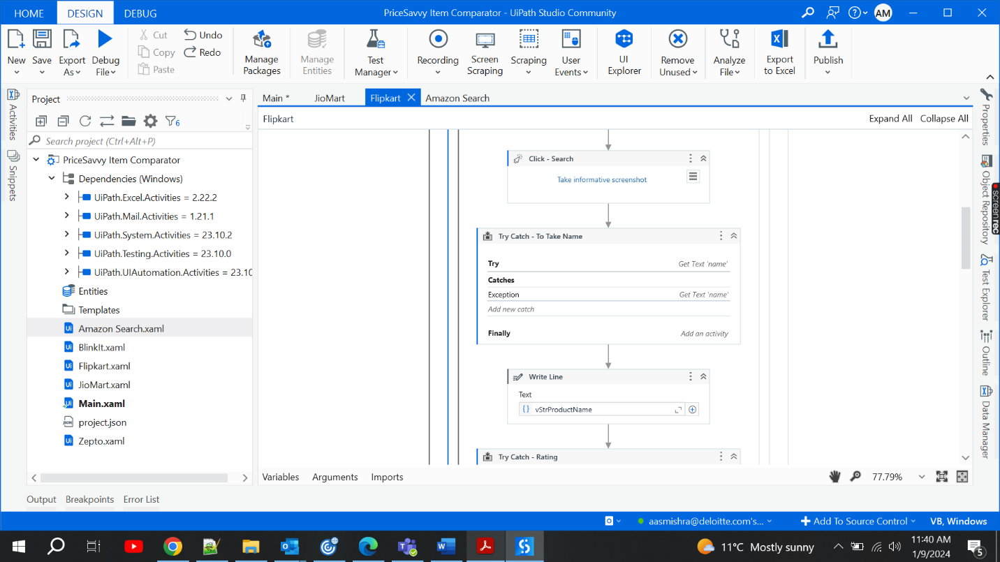 HOME DESIGN DEBUG PriceSavvy Item Comparator - UiPath Studio Community AM
New Save Export As Debug File Cut Copy Paste Undo Redo
Manage Packages Manage Entities Test Manager Recording Screen Scraping Scraping User Events UI Explorer Remove Unused Analyze File Export to Excel Publish
Activities
Snippets
Project
6
Search project (Ctrl+Alt+P)
PriceSavvy Item Comparator
Dependencies (Windows)
UiPath.Excel.Activities = 2.22.2
UiPath.Mail.Activities = 1.21.1
UiPath.System.Activities = 23.10.2
UiPath.Testing.Activities = 23.10.0
UiPath.UIAutomation.Activities = 23.10
Entities
Templates
Amazon Search.xaml
BlinkIt.xaml
Flipkart.xaml
JioMart.xaml
Main.xaml
JSON project.json
Zepto.xaml
Main * JioMart Flipkart Amazon Search
Flipkart Expand All Collapse All
Click - Search
Take informative screenshot
Try Catch - To Take Name
Try Get Text 'name'
Catches
Exception Get Text 'name'
Add new catch
Finally Add an activity
Write Line
Text
{} vStrProductName
Try Catch - Rating
Variables Arguments Imports 77.79%
Properties
Object Repository
screenrec
Test Explorer
Outline
Data Manager
Output Breakpoints Error List
aasmishra@deloitte.com's... Add To Source Control VB, Windows
11°C Mostly sunny 11:40 AM
1/9/2024 5